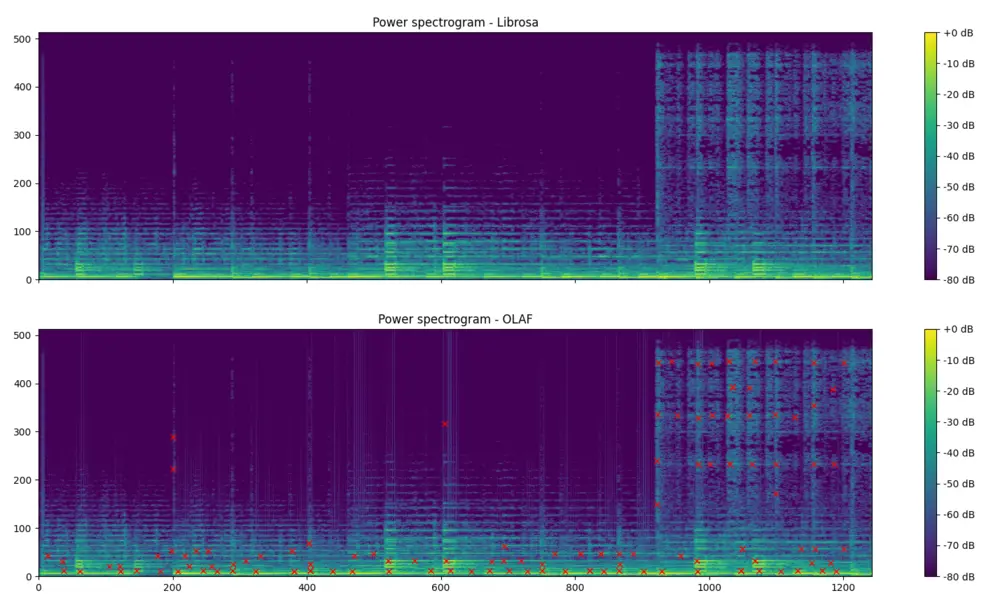 Power spectrogram - Librosa
500
400
300
200
100
0
+0 dB
-10 dB
-20 dB
-30 dB
-40 dB
-50 dB
-60 dB
-70 dB
-80 dB
Power spectrogram - OLAF
500
400
300
200
100
0
0
200
400
600
800
1000
1200
+0 dB
-10 dB
-20 dB
-30 dB
-40 dB
-50 dB
-60 dB
-70 dB
-80 dB